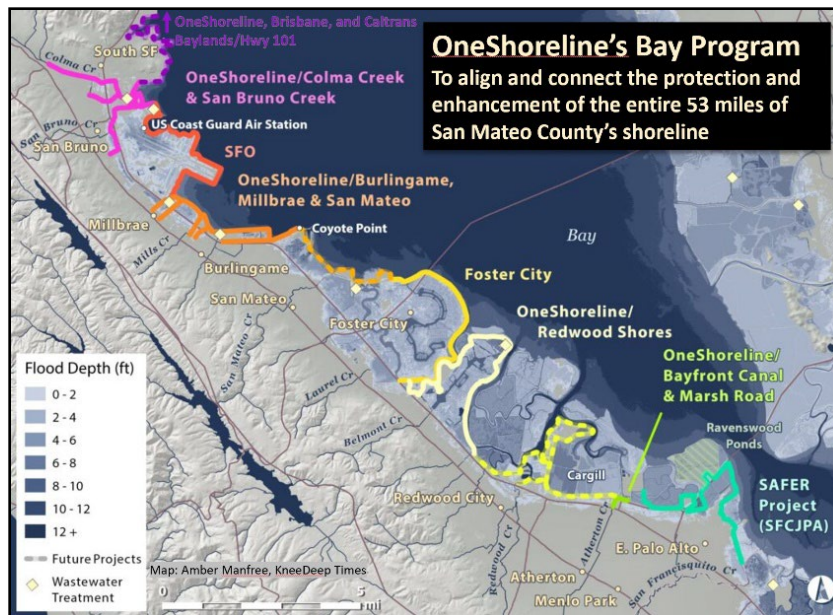 OneShoreline, Brisbane, and Caltrans
Baylands/Hwy 101
OneShoreline's Bay Program
To align and connect the protection and
enhancement of the entire 53 miles of
San Mateo County's shoreline
South SF
Colma Cr
OneShoreline/Colma Creek
& San Bruno Creek
San Bruno Cr
US Coast Guard Air Station
San Bruno
SFO
OneShoreline/Burlingame,
Millbrae & San Mateo
Millbrae
Coyote Point
Bay
Mills Cr
Burlingame
Foster City
San Mateo
OneShoreline/
Redwood Shores
Foster City
San Mateo Cr
OneShoreline/
Bayfront Canal
& Marsh Road
Laurel Cr
Ravenswood
Ponds
Belmont Cr
Cargill
SAFER
Project
(SFCJPA)
Redwood City
Redwood Cr
Atherton Cr
E. Palo Alto
Atherton
San Francisquito Cr
Menlo Park
Flood Depth (ft)
0 - 2
2 - 4
4 - 6
6 - 8
8 - 10
10 - 12
12 +
Future Projects
Wastewater
Treatment
Map: Amber Manfree, KneeDeep Times
0
5
mi